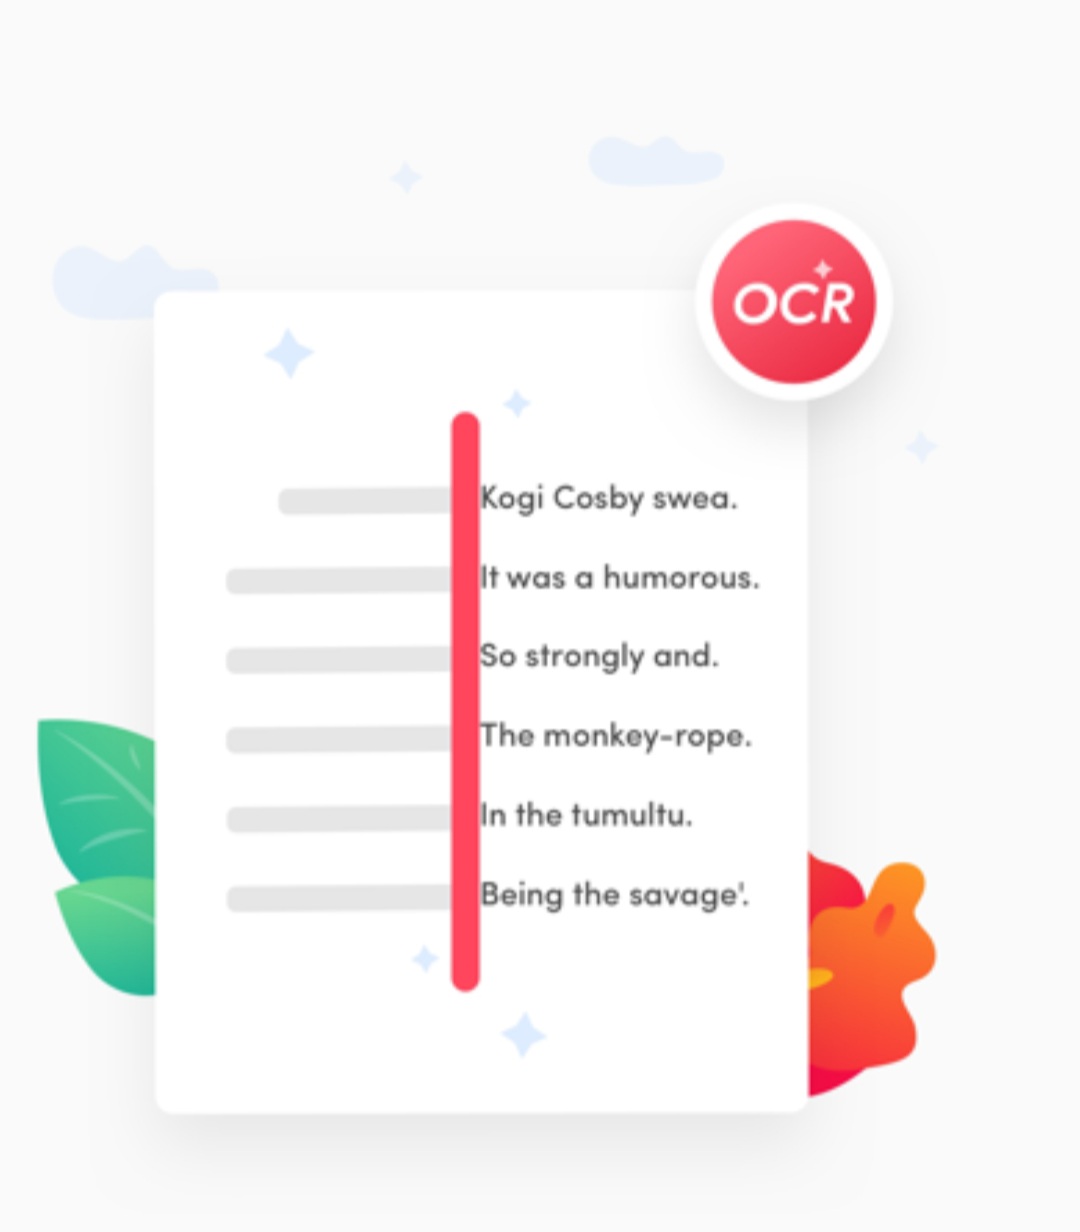 OCR
Kogi Cosby swea.
It was a humorous.
So strongly and.
The monkey-rope.
In the tumultu.
Being the savage'.